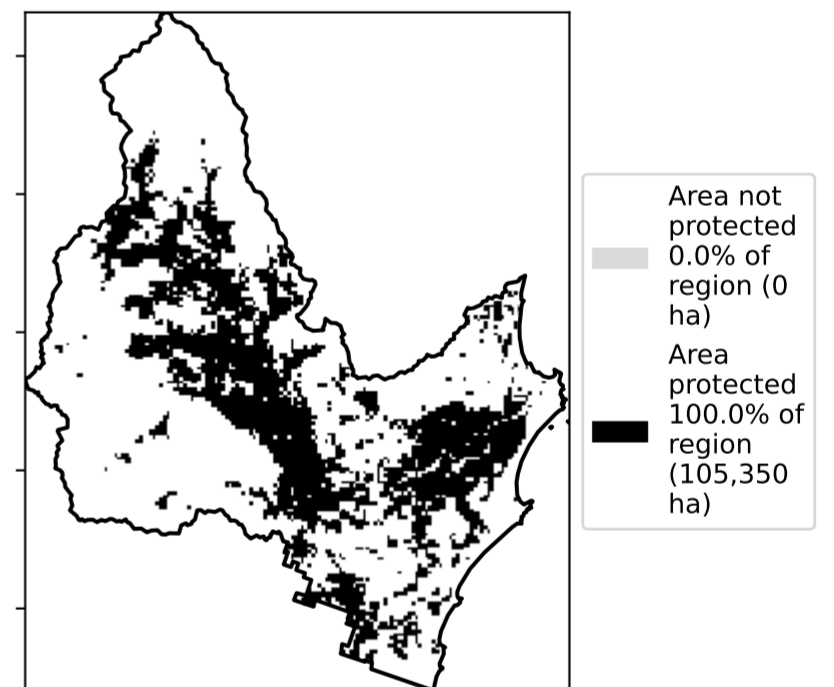 Area not
protected
0.0% of
region (0
ha)
Area
protected
100.0% of
region
(105,350
ha)